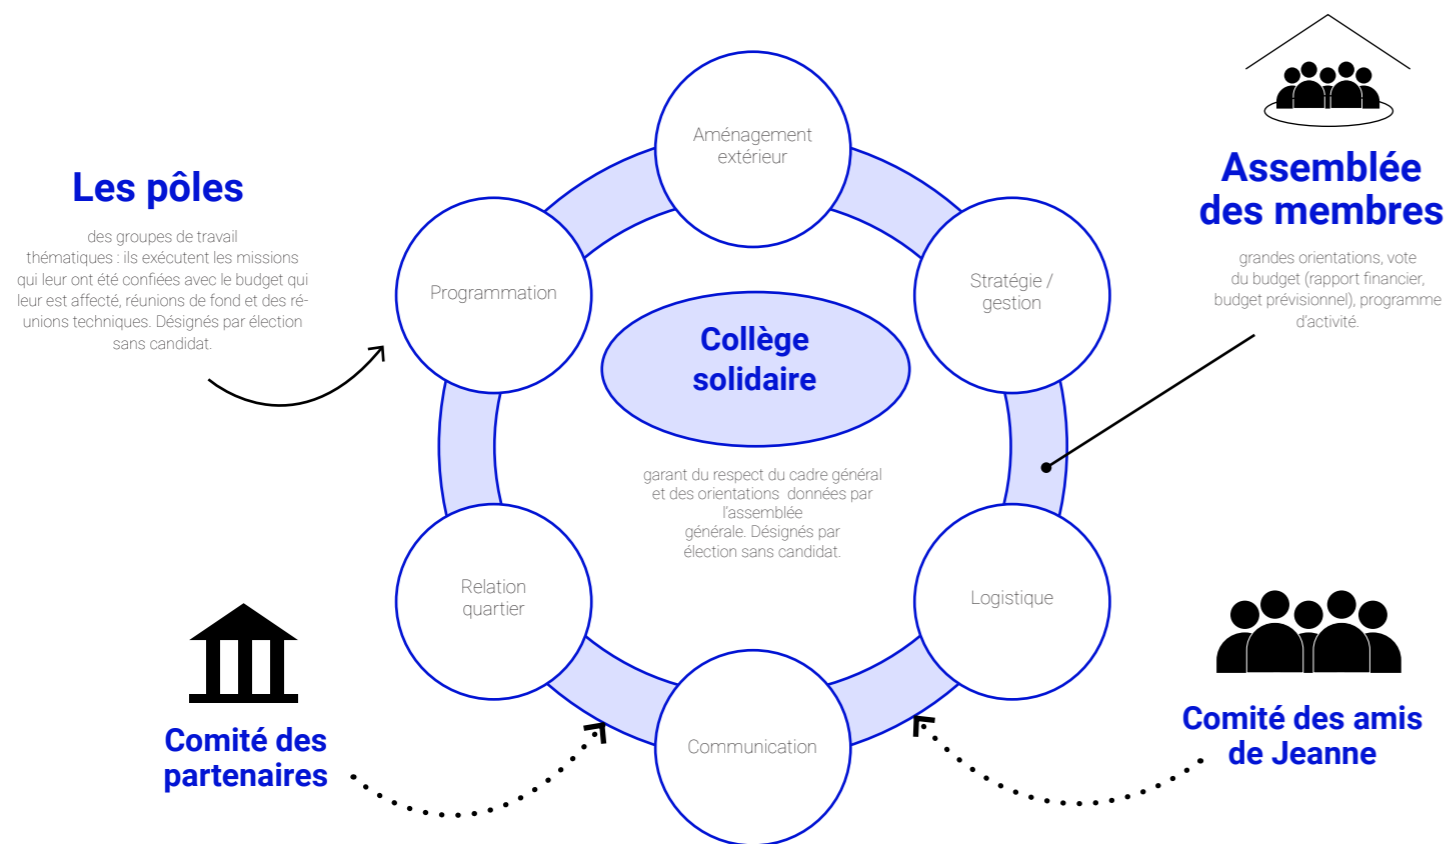 Les pôles
des groupes de travail
thématiques : ils exécutent les missions
qui leur ont été confiées avec le budget qui
leur est affecté, réunions de fond et des ré-
unions techniques. Désignés par élection
sans candidat.
Aménagement
extérieur
Programmation
Stratégie /
gestion
Collège
solidaire
garant du respect du cadre général
et des orientations données par
l'assemblée
générale. Désignés par
élection sans candidat.
Relation
quartier
Logistique
Communication
Assemblée
des membres
grandes orientations, vote
du budget (rapport financier,
budget prévisionnel), programme
d'activité.
Comité des
partenaires
Comité des amis
de Jeanne